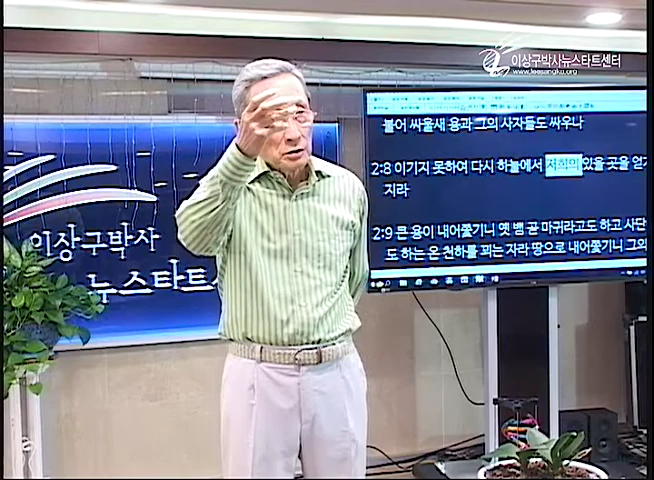 이상구박사뉴스타트센터
www.leesangku.org
불어 싸울새 용과 그의 사자들도 싸우나
2:8 이기지 못하여 다시 하늘에서 저희의 있을 곳을 얻
지라
2:9 큰 용이 내어쫓기니 옛 뱀 곧 마귀라고도 하고 사단
도 하는 온 천하를 꾀는 자라 땅으로 내어쫓기니 그의
이상구박사
뉴스타트